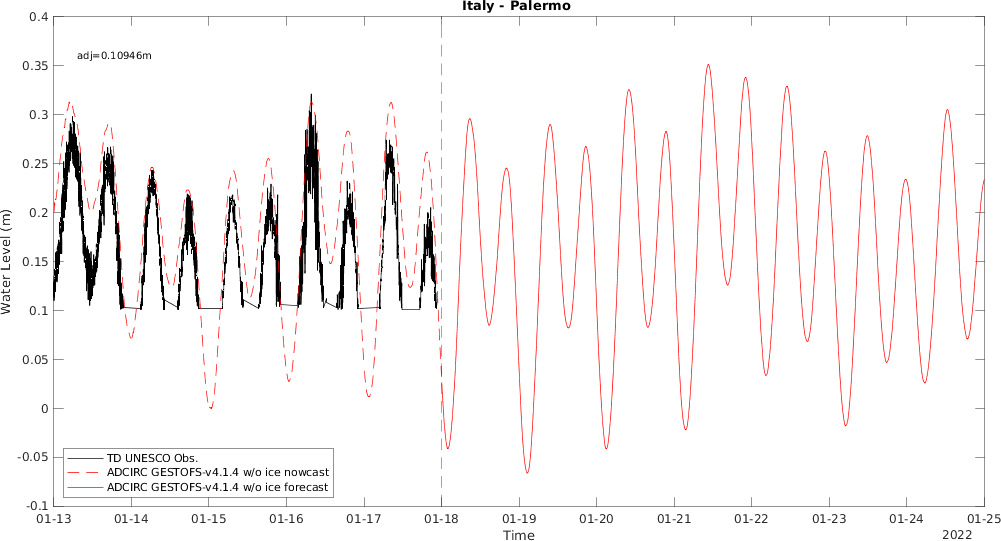 Italy - Palermo
adj=0.10946m
Water Level (m)
0.4
0.35
0.3
0.25
0.2
0.15
0.1
0.05
0
-0.05
-0.1
TD UNESCO Obs.
ADCIRC GESTOFS-v4.1.4 w/o ice nowcast
ADCIRC GESTOFS-v4.1.4 w/o ice forecast
01-13 01-14 01-15 01-16 01-17 01-18 01-19 01-20 01-21 01-22 01-23 01-24 01-25
Time
2022